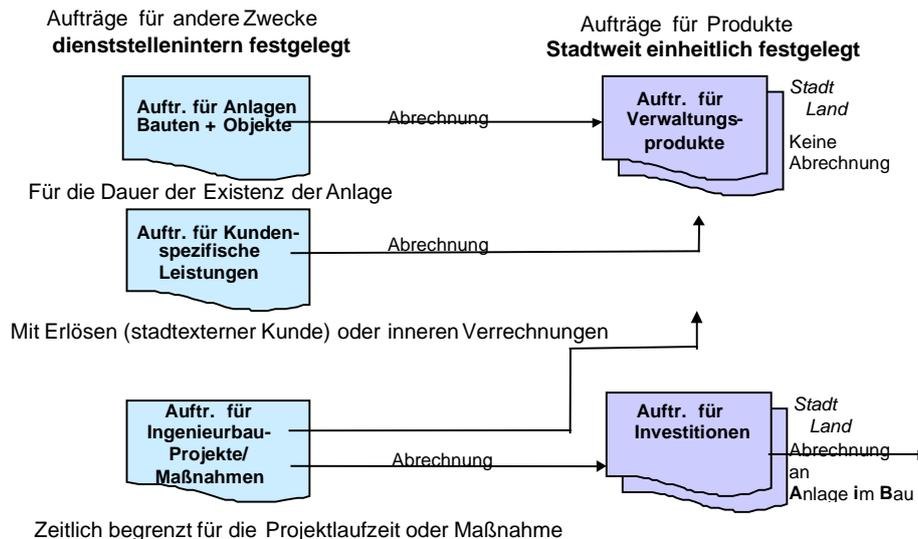 Aufträge für andere Zwecke
dienststellenintern festgelegt
Aufträge für Produkte
Stadtweit einheitlich festgelegt
Auftr. für Anlagen
Bauten + Objekte
Abrechnung
Auftr. für
Verwaltungs-
produkte
Stadt
Land
Keine
Abrechnung
Für die Dauer der Existenz der Anlage
Auftr. für Kunden-
spezifische
Leistungen
Abrechnung
Mit Erlösen (stadtexterner Kunde) oder inneren Verrechnungen
Auftr. für
Ingenieurbau-
Projekte/
Maßnahmen
Abrechnung
Auftr. für
Investitionen
Stadt
Land
Abrechnung
an
Anlage im Bau
Zeitlich begrenzt für die Projektlaufzeit oder Maßnahme